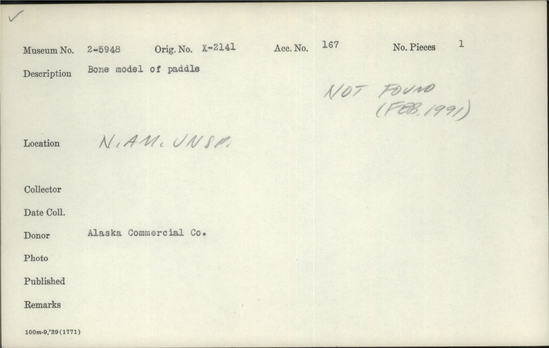 ✓
Museum No. 2-5948 Orig. No. X-2141 Acc. No. 167 No. Pieces 1
Description Bone model of paddle
NOT FOUND
(FEB. 1991)
Location N. AM. UNSP.
Collector
Date Coll.
Donor Alaska Commercial Co.
Photo
Published
Remarks
100m-9,'29(1771)